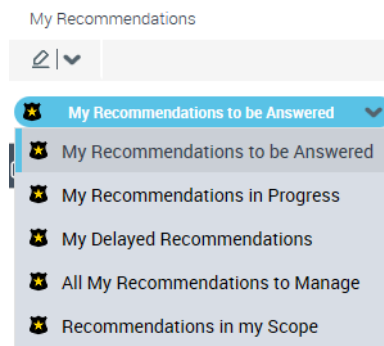 My Recommendations
My Recommendations to be Answered
My Recommendations to be Answered
My Recommendations in Progress
My Delayed Recommendations
All My Recommendations to Manage
Recommendations in my Scope